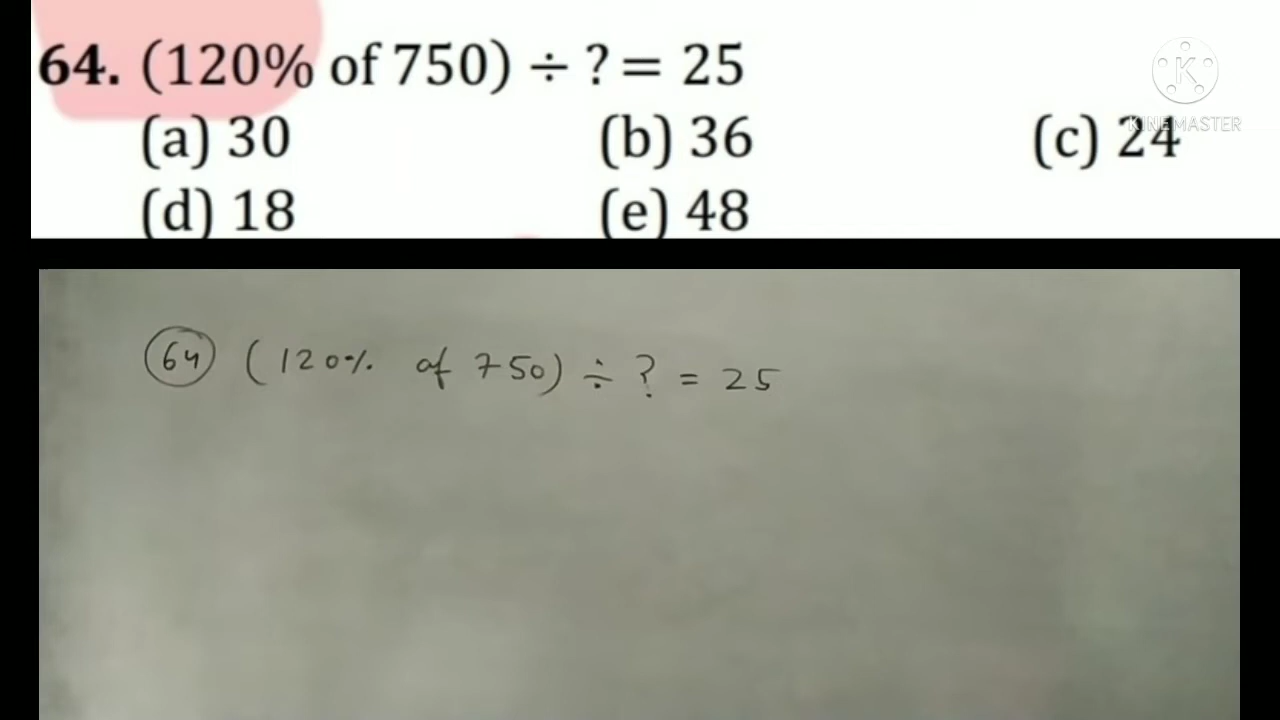 64. (120% of 750) ÷ ? = 25
(a) 30 (b) 36 (c) 24
(d) 18 (e) 48
KINEMASTER
64 (120% of 750) ÷ ? = 25